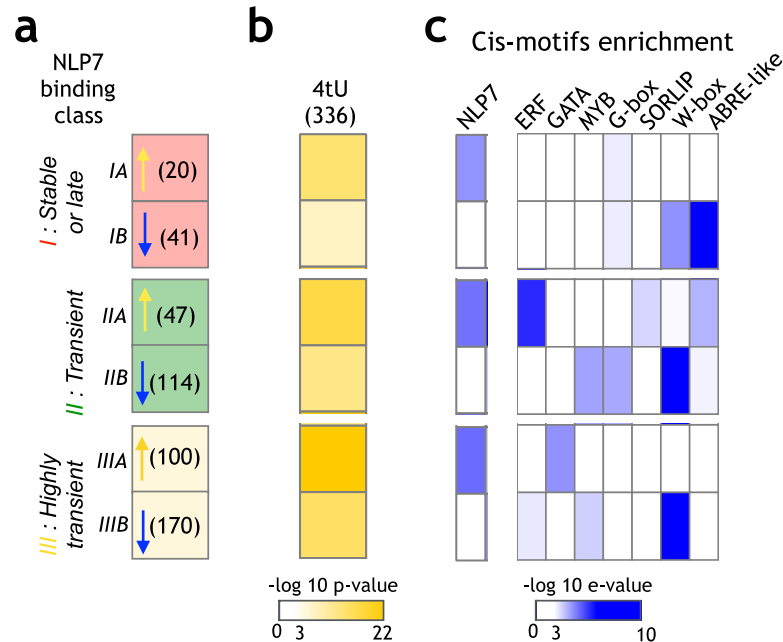 a
b
c
NLP7
binding
class
4tU
(336)
Cis-motifs enrichment
NLP7
ERF
GATA
MYB
G-box
SORLIP
W-box
ABRE-like
I : Stable
or late
IA
(20)
IB
(41)
II : Transient
IIA
(47)
IIB
(114)
III : Highly
transient
IIIA
(100)
IIIB
(170)
-log 10 p-value
0 3 22
-log 10 e-value
0 3 10